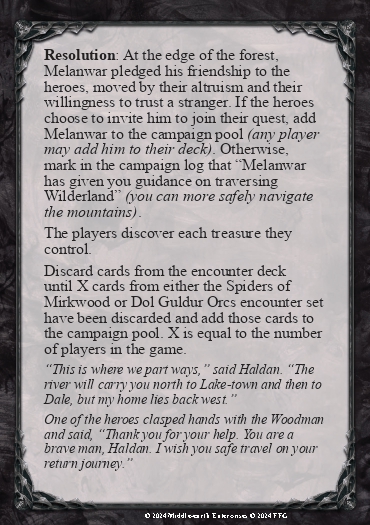 Resolution: At the edge of the forest,
Melanwar pledged his friendship to the
heroes, moved by their altruism and their
willingness to trust a stranger. If the heroes
choose to invite him to join their quest, add
Melanwar to the campaign pool (any player
may add him to their deck). Otherwise,
mark in the campaign log that “Melanwar
has given you guidance on traversing
Wilderland” (you can more safely navigate
the mountains).
The players discover each treasure they
control.
Discard cards from the encounter deck
until X cards from either the Spiders of
Mirkwood or Dol Guldur Orcs encounter set
have been discarded and add those cards to
the campaign pool. X is equal to the number
of players in the game.
“This is where we part ways,” said Haldan. “The
river will carry you north to Lake-town and then to
Dale, but my home lies back west.”
One of the heroes clasped hands with the Woodman
and said, “Thank you for your help. You are a
brave man, Haldan. I wish you safe travel on your
return journey.”
© 2024 Middle-earth Enterprises © 2024 FFG